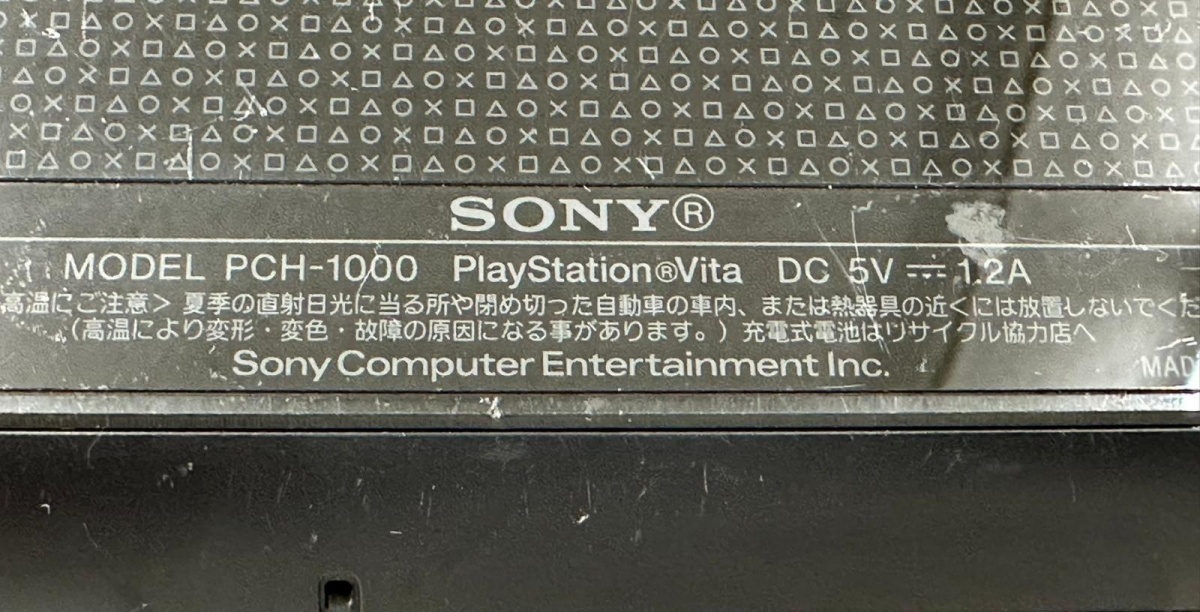 SONY®
MODEL PCH-1000 PlayStation®Vita DC 5V ⎓ 1.2A
高温にご注意＞ 夏季の直射日光に当る所や閉め切った自動車の車内、または熱器具の近くには放置しないでくだ
（高温により変形・変色・故障の原因になる事があります。）充電式電池はリサイクル協力店へ
Sony Computer Entertainment Inc.
MAD